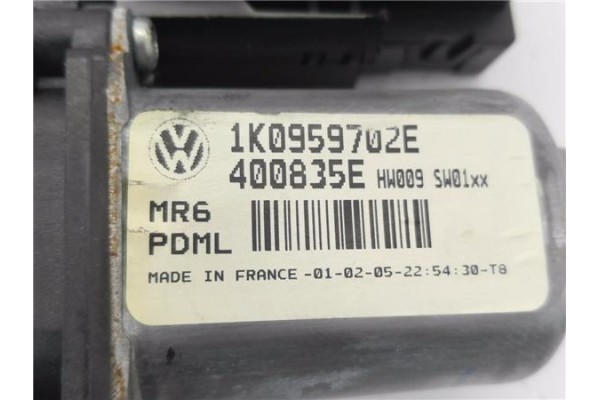 1K0959702E
400835E HW009 SW01xx
MR6
PDML
MADE IN FRANCE -01-02-05-22:54:30-T8